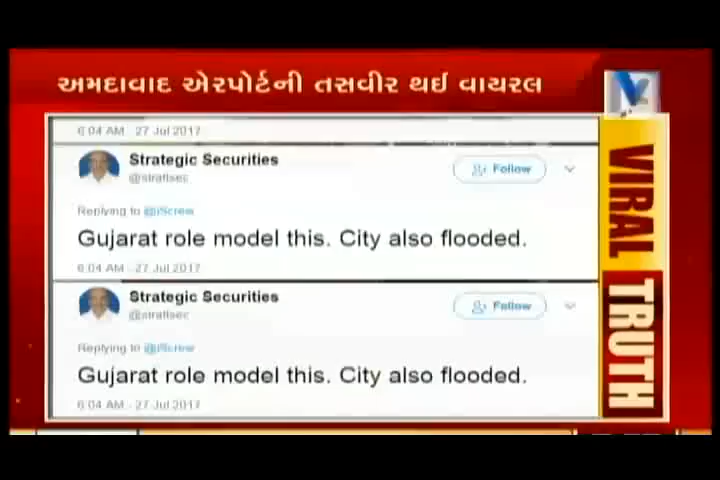 અમદાવાદ એરપોર્ટની તસવીર થઈ વાયરલ
6:04 AM - 27 Jul 2017
Strategic Securities
@stratisec
Follow
Replying to @iScrew
Gujarat role model this. City also flooded.
6:04 AM - 27 Jul 2017
Strategic Securities
@stratisec
Follow
Replying to @iScrew
Gujarat role model this. City also flooded.
6:04 AM - 27 Jul 2017
VIRAL TRUTH